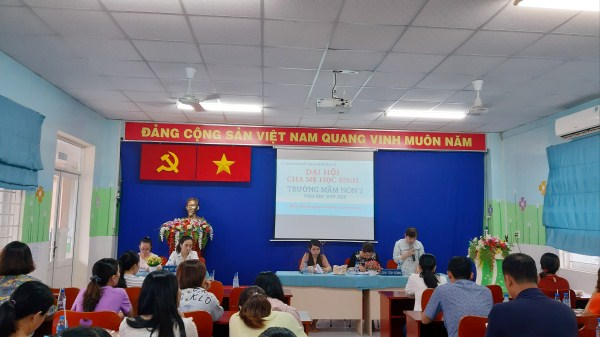 ĐẢNG CỘNG SẢN VIỆT NAM QUANG VINH MUÔN NĂM
ĐẠI HỘI
CHA MẸ HỌC SINH
TRƯỜNG MẦM NON 2